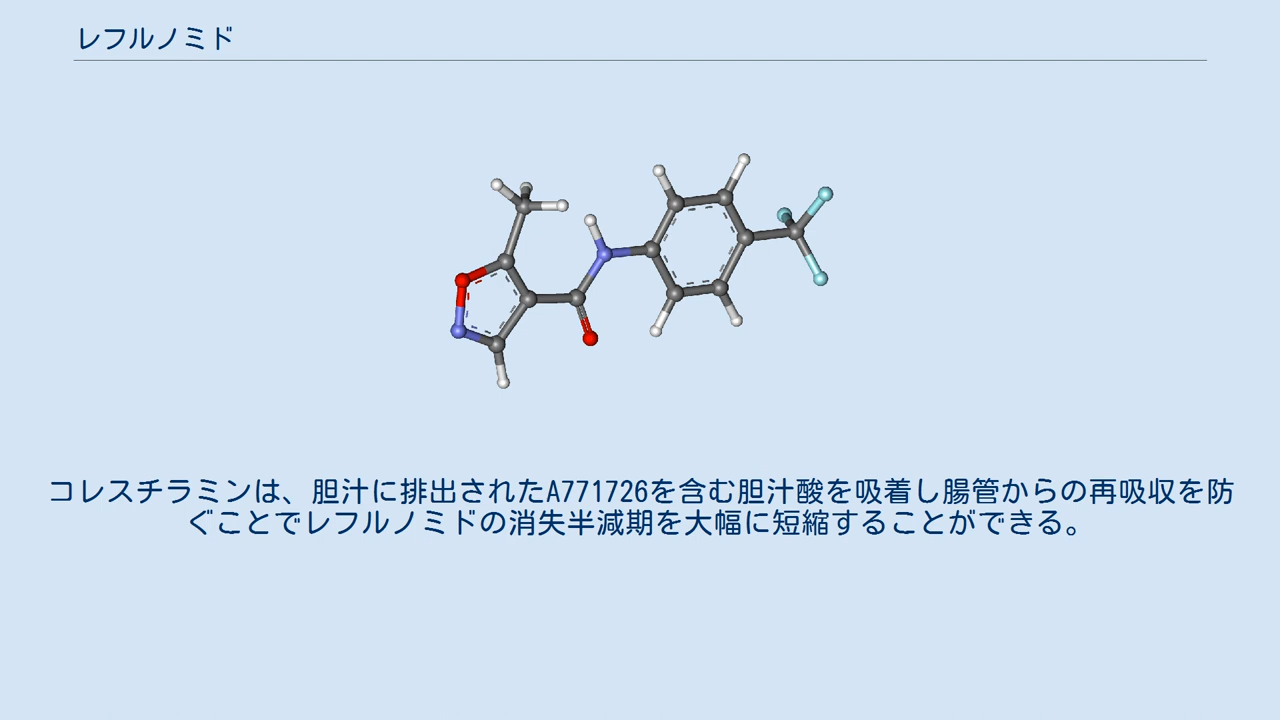 レフルノミド
コレスチラミンは、胆汁に排出されたA771726を含む胆汁酸を吸着し腸管からの再吸収を防
ぐことでレフルノミドの消失半減期を大幅に短縮することができる。